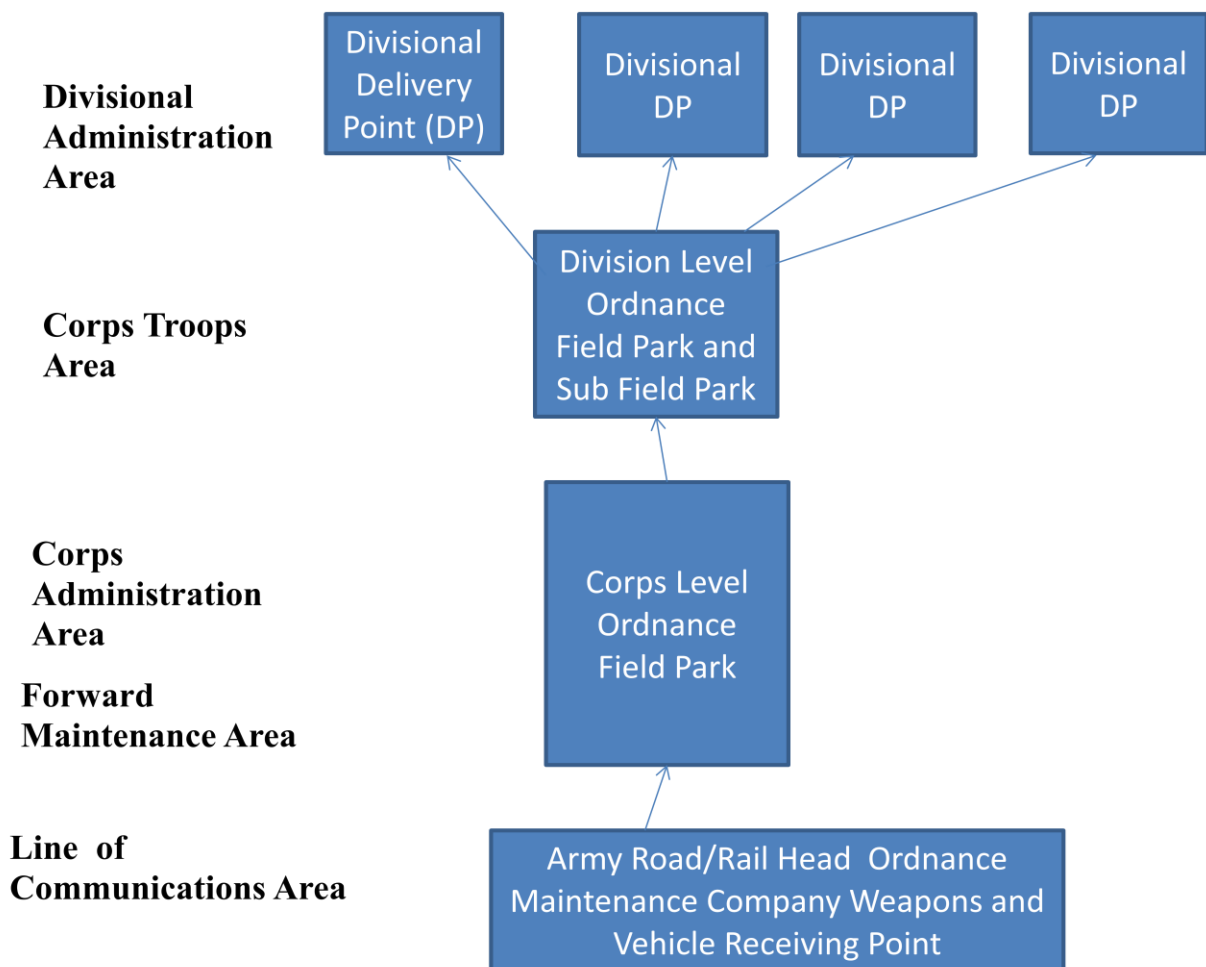 Divisional
Administration
Area
Divisional
Delivery
Point (DP)
Divisional
DP
Divisional
DP
Divisional
DP
Corps Troops
Area
Division Level
Ordnance
Field Park and
Sub Field Park
Corps
Administration
Area
Forward
Maintenance Area
Corps Level
Ordnance
Field Park
Line of
Communications Area
Army Road/Rail Head Ordnance
Maintenance Company Weapons and
Vehicle Receiving Point